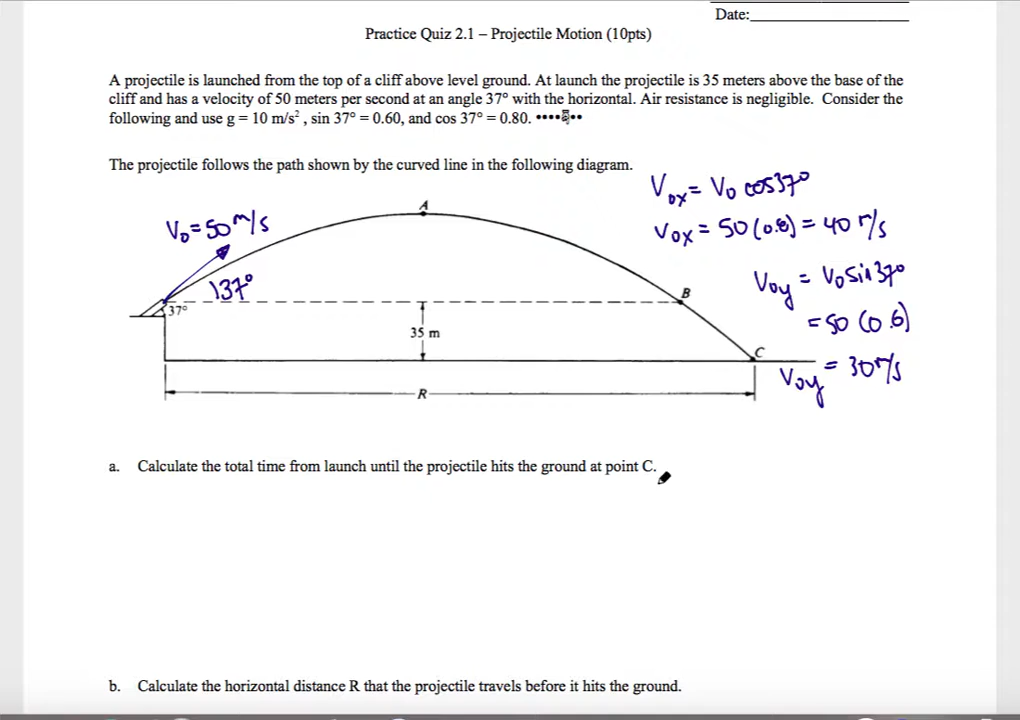 Date:
Practice Quiz 2.1 – Projectile Motion (10pts)
A projectile is launched from the top of a cliff above level ground. At launch the projectile is 35 meters above the base of the
cliff and has a velocity of 50 meters per second at an angle 37° with the horizontal. Air resistance is negligible. Consider the
following and use g = 10 m/s², sin 37° = 0.60, and cos 37° = 0.80.
The projectile follows the path shown by the curved line in the following diagram.
Vox = Vo cos37°
Vox = 50(0.8) = 40 m/s
Voy = Vo sin37°
= 50 (0.6)
Voy = 30 m/s
A
Vo = 50 m/s
37°
37°
B
35 m
C
R
a. Calculate the total time from launch until the projectile hits the ground at point C.
b. Calculate the horizontal distance R that the projectile travels before it hits the ground.